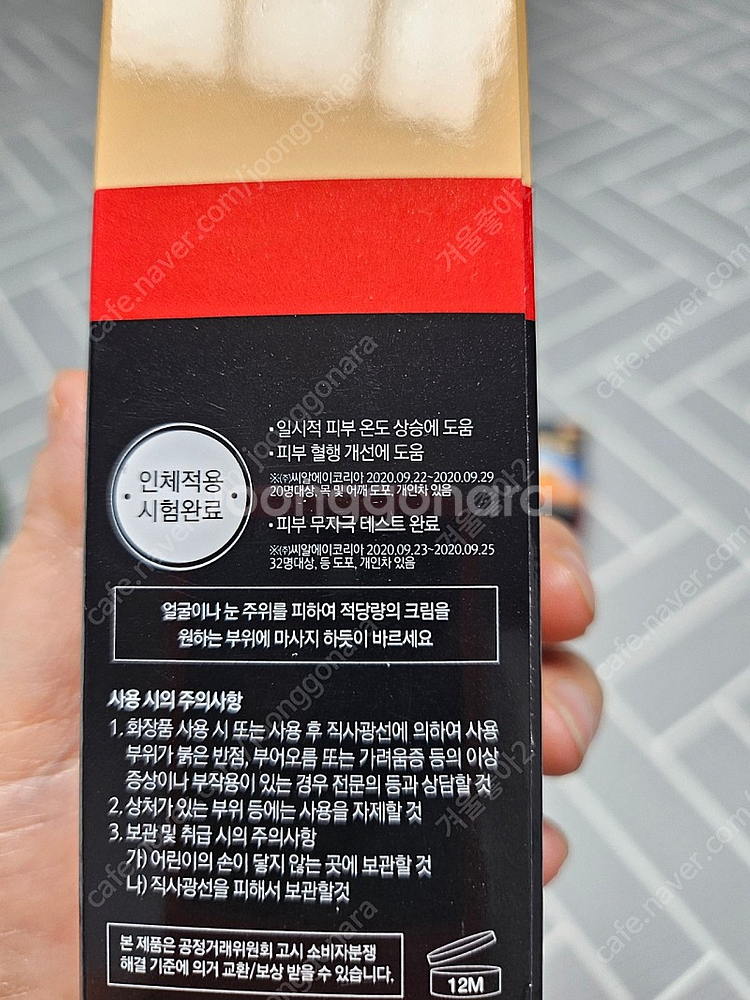 인체적용
시험완료
•일시적 피부 온도 상승에 도움
•피부 혈행 개선에 도움
※(주)씨알에이코리아 2020.09.22~2020.09.29
20명대상, 목 및 어깨 도포, 개인차 있음
•피부 무자극 테스트 완료
※(주)씨알에이코리아 2020.09.23~2020.09.25
32명대상, 등 도포, 개인차 있음
얼굴이나 눈 주위를 피하여 적당량의 크림을
원하는 부위에 마사지 하듯이 바르세요
사용 시의 주의사항
1. 화장품 사용 시 또는 사용 후 직사광선에 의하여 사용
부위가 붉은 반점, 부어오름 또는 가려움증 등의 이상
증상이나 부작용이 있는 경우 전문의 등과 상담할 것
2. 상처가 있는 부위 등에는 사용을 자제할 것
3. 보관 및 취급 시의 주의사항
가) 어린이의 손이 닿지 않는 곳에 보관할 것
나) 직사광선을 피해서 보관할것
본 제품은 공정거래위원회 고시 소비자분쟁
해결 기준에 의거 교환/보상 받을 수 있습니다.
12M
joonggonara
cafe.naver.com/joonggonara
겨울좋아2